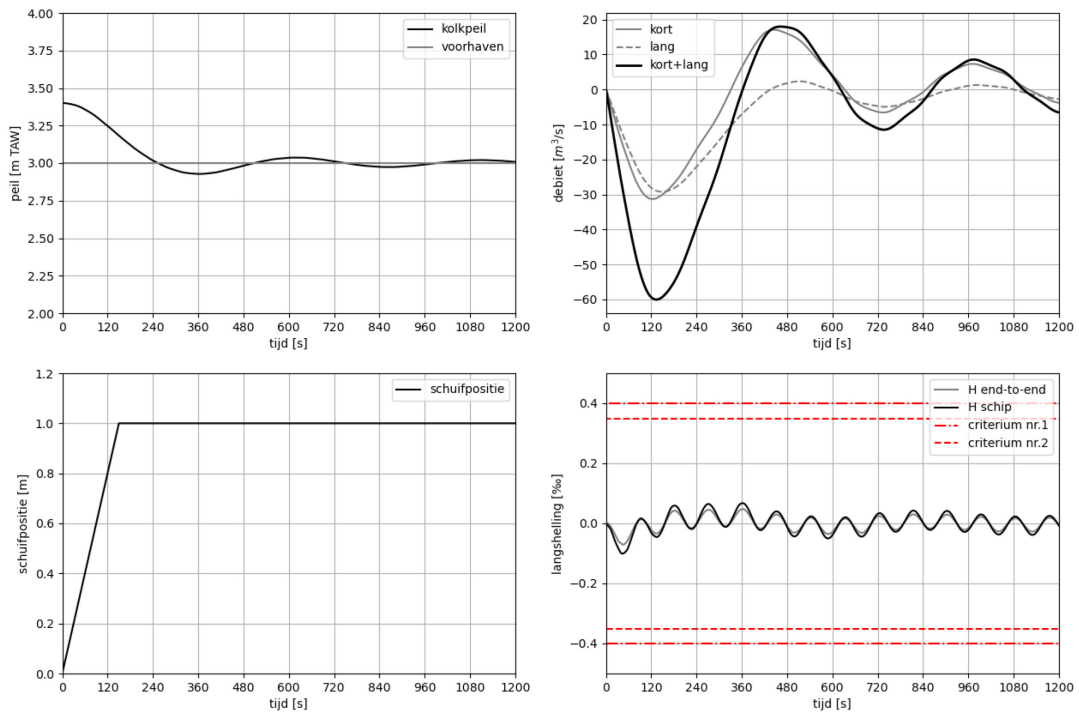 4.00
3.75
3.50
3.25
3.00
2.75
2.50
2.25
2.00
peil [m TAW]
kolkpeil
voorhaven
0 120 240 360 480 600 720 840 960 1080 1200
tijd [s]
20
10
0
−10
−20
−30
−40
−50
−60
debiet [m³/s]
kort
lang
kort+lang
0 120 240 360 480 600 720 840 960 1080 1200
tijd [s]
1.2
1.0
0.8
0.6
0.4
0.2
0.0
schuifpositie [m]
schuifpositie
0 120 240 360 480 600 720 840 960 1080 1200
tijd [s]
0.4
0.2
0.0
−0.2
−0.4
langshelling [‰]
H end-to-end
H schip
criterium nr.1
criterium nr.2
0 120 240 360 480 600 720 840 960 1080 1200
tijd [s]